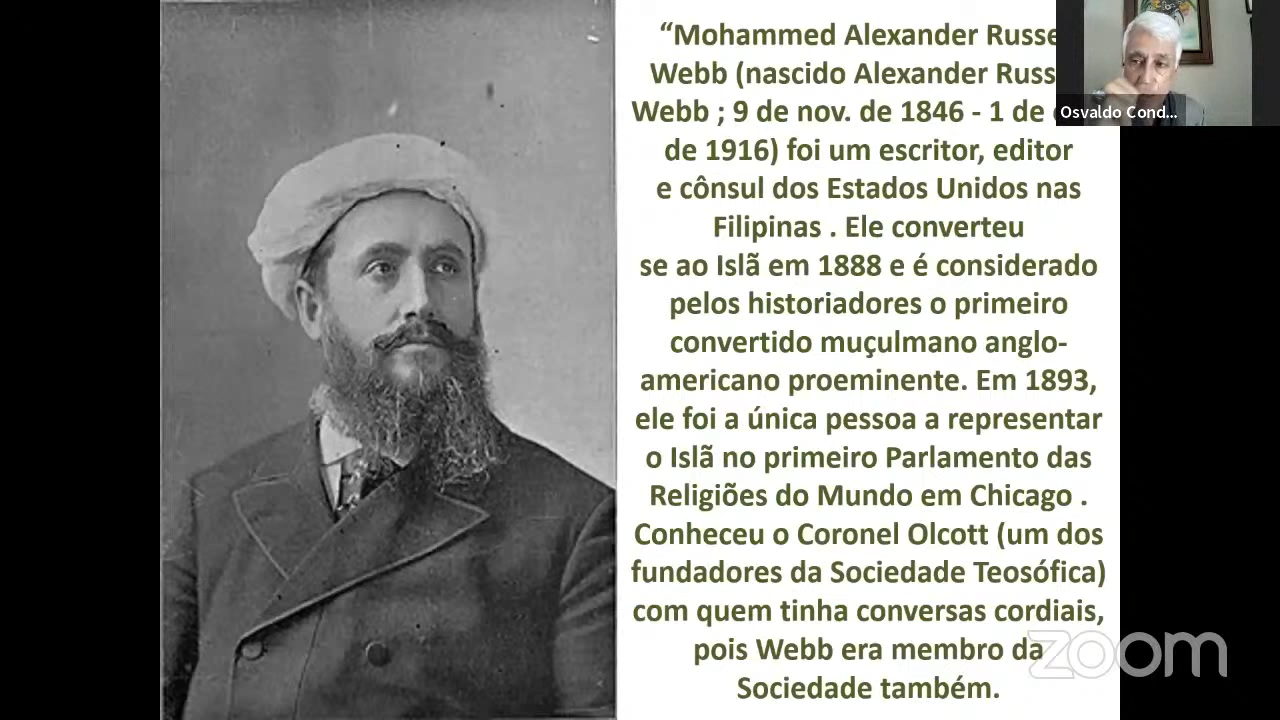 “Mohammed Alexander Russe
Webb (nascido Alexander Russ
Webb ; 9 de nov. de 1846 - 1 de
de 1916) foi um escritor, editor
e cônsul dos Estados Unidos nas
Filipinas . Ele converteu
se ao Islã em 1888 e é considerado
pelos historiadores o primeiro
convertido muçulmano anglo-
americano proeminente. Em 1893,
ele foi a única pessoa a representar
o Islã no primeiro Parlamento das
Religiões do Mundo em Chicago .
Conheceu o Coronel Olcott (um dos
fundadores da Sociedade Teosófica)
com quem tinha conversas cordiais,
pois Webb era membro da
Sociedade também.
Osvaldo Cond...
zoom